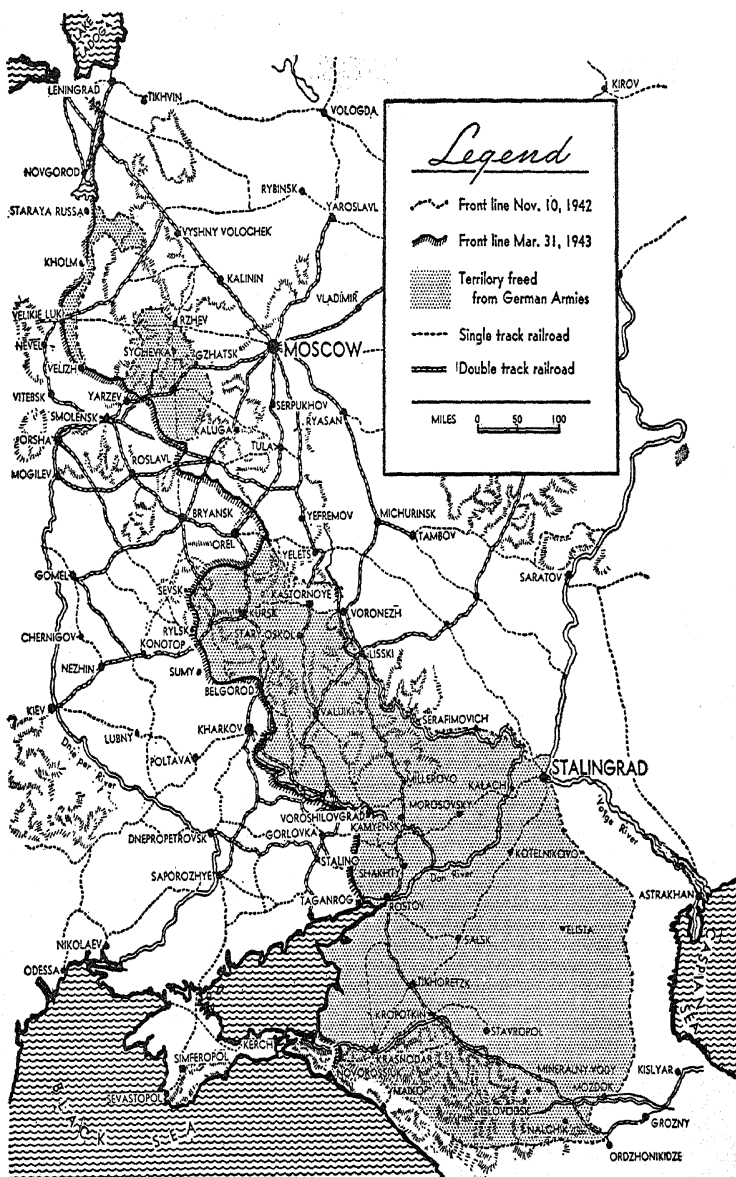 LENINGRAD
TIKHVIN
VOLOGDA
KIROV
NOVGOROD
RYBINSK
STARAYA RUSSA
YAROSLAVL
VYSHNY VOLOCHEK
KHOLM
KALININ
VLADIMIR
VELIKIE LUKI
RZHEV
NEVEL
SYCHEVKA
GZHATSK
MOSCOW
VELIZH
VITEBSK
YARZEV
SERPUKHOV
SMOLENSK
RYASAN
KALUGA
ORSHA
TULA
ROSLAVL
MOGILEV
BRYANSK
YEFREMOV
MICHURINSK
OREL
TAMBOV
YELETS
GOMEL
SARATOV
SEVSK
KASTORNOYE
KURSK
VORONEZH
CHERNIGOV
RYLSK
STARY OSKOL
KONOTOP
LISSKI
NEZHIN
SUMY
BELGOROD
KIEV
VALUIKI
SERAFIMOVICH
LUBNY
KHARKOV
Dnieper River
POLTAVA
STALINGRAD
MILLEROVO
KALACH
MOROSOVSKY
Volga River
VOROSHILOVGRAD
KAMYENSK
DNEPROPETROVSK
GORLOVKA
KOTELNIKOVO
STALINO
SHAKHTY
Don River
SAPOROZHYE
TAGANROG
ROSTOV
ASTRAKHAN
NIKOLAEV
SALSK
ELISTA
ODESSA
TIKHORETZK
CASPIAN SEA
KROPOTKIN
STAVROPOL
KERCH
KRASNODAR
SIMFEROPOL
NOVOROSSIISK
MINERALNY VODY
KISLYAR
MAIKOP
MOZDOK
SEVASTOPOL
KISLOVODSK
GROZNY
NALCHIK
BLACK SEA
ORDZHONIKIDZE
Legend
Front line Nov. 10, 1942
Front line Mar. 31, 1943
Territory freed
from German Armies
Single track railroad
Double track railroad
MILES 0 50 100